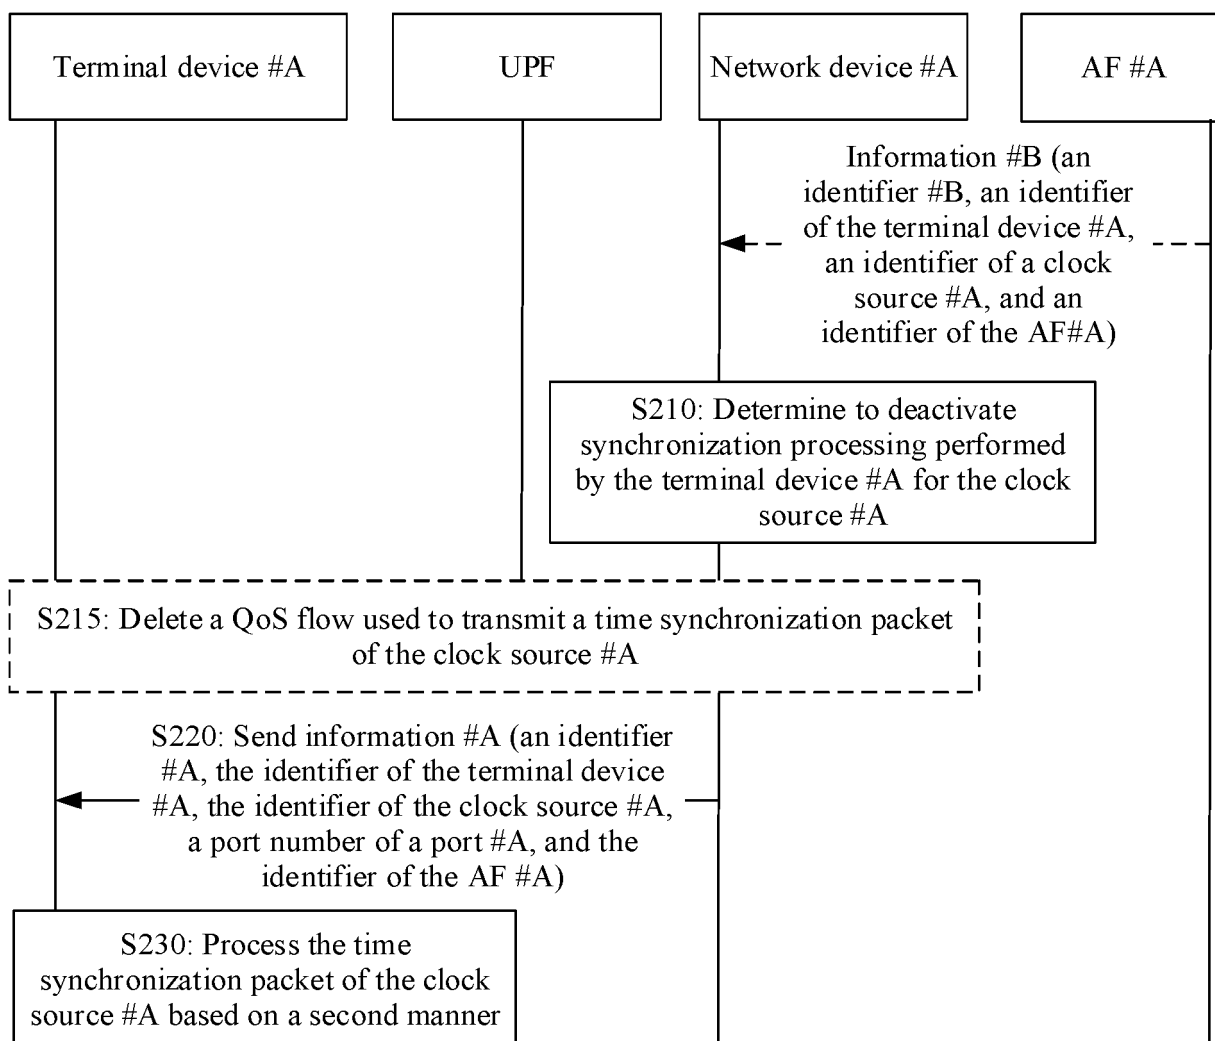 Terminal device #A
UPF
Network device #A
AF #A
Information #B (an
identifier #B, an identifier
of the terminal device #A,
an identifier of a clock
source #A, and an
identifier of the AF#A)
S210: Determine to deactivate
synchronization processing performed
by the terminal device #A for the clock
source #A
S215: Delete a QoS flow used to transmit a time synchronization packet
of the clock source #A
S220: Send information #A (an identifier
#A, the identifier of the terminal device
#A, the identifier of the clock source #A,
a port number of a port #A, and the
identifier of the AF #A)
S230: Process the time
synchronization packet of the clock
source #A based on a second manner